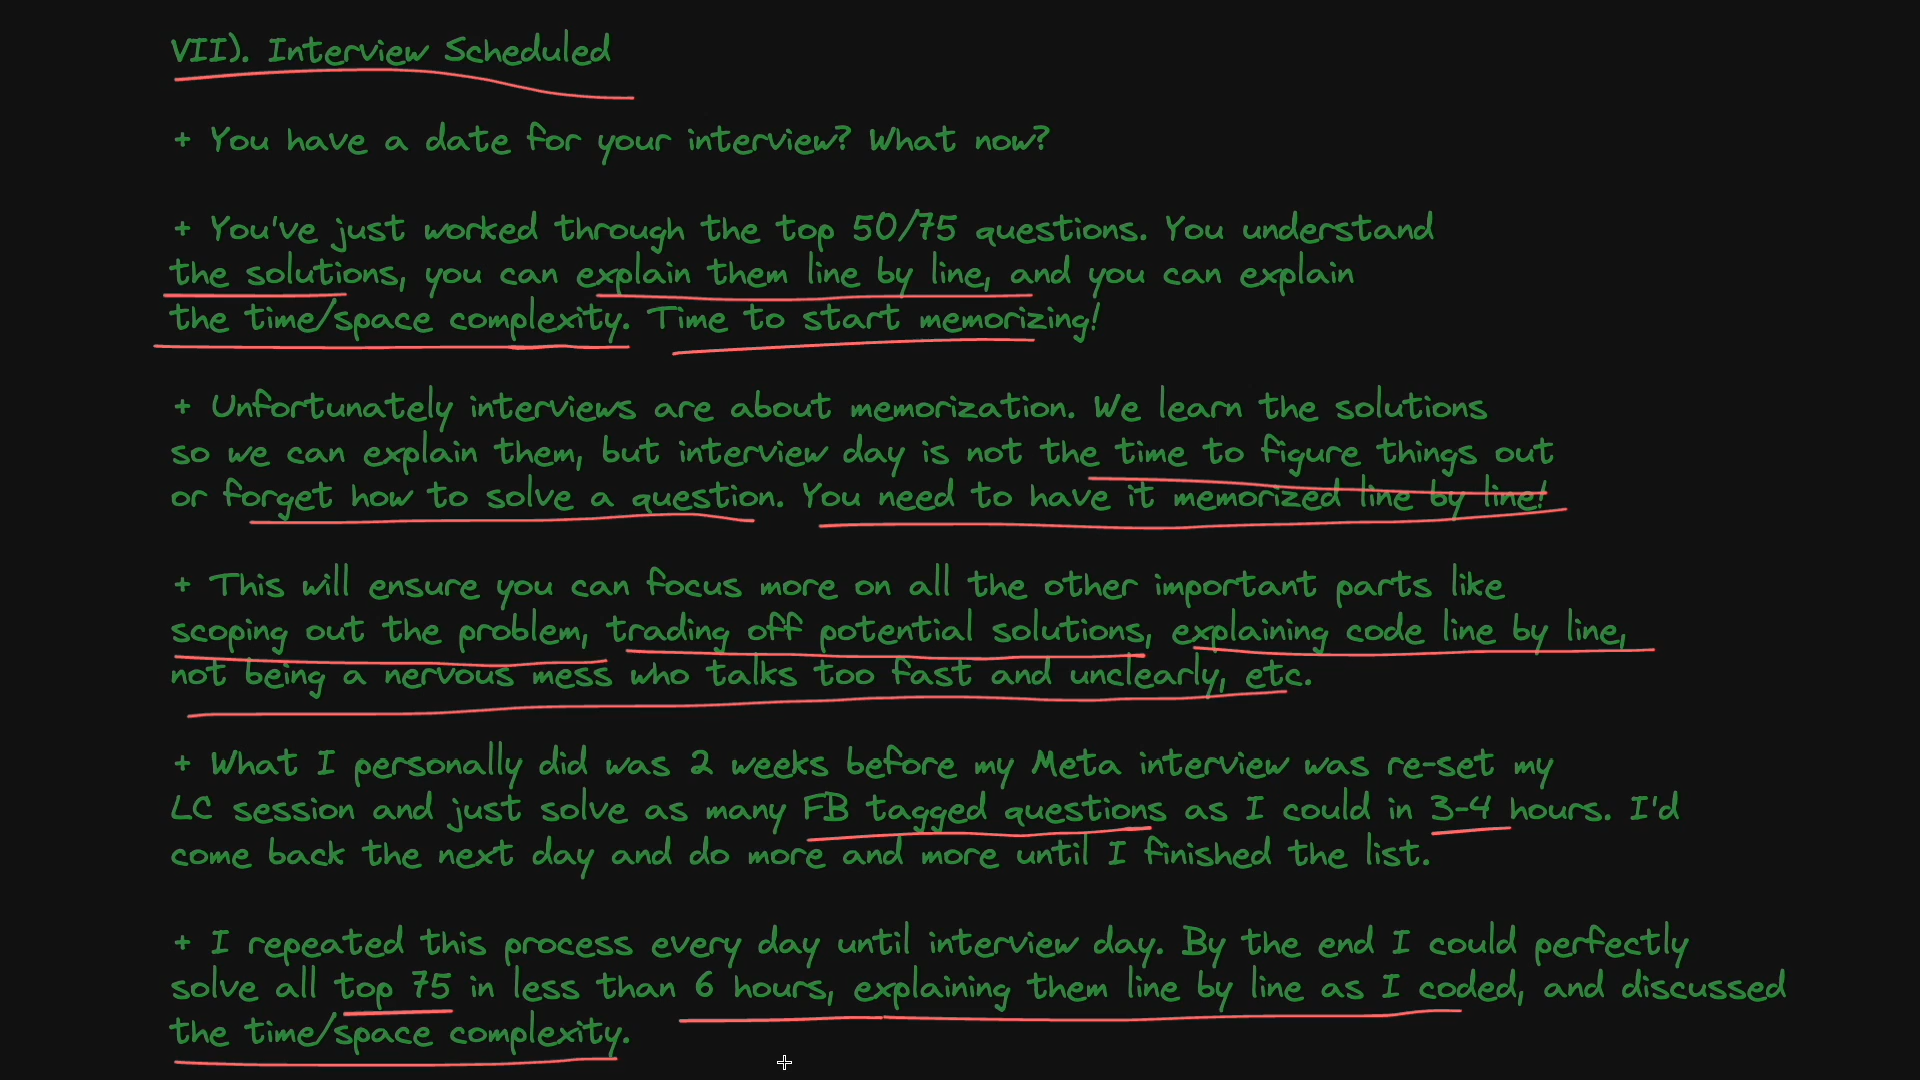 VII). Interview Scheduled
+ You have a date for your interview? What now?
+ You've just worked through the top 50/75 questions. You understand
the solutions, you can explain them line by line, and you can explain
the time/space complexity. Time to start memorizing!
+ Unfortunately interviews are about memorization. We learn the solutions
so we can explain them, but interview day is not the time to figure things out
or forget how to solve a question. You need to have it memorized line by line!
+ This will ensure you can focus more on all the other important parts like
scoping out the problem, trading off potential solutions, explaining code line by line,
not being a nervous mess who talks too fast and unclearly, etc.
+ What I personally did was 2 weeks before my Meta interview was re-set my
LC session and just solve as many FB tagged questions as I could in 3-4 hours. I'd
come back the next day and do more and more until I finished the list.
+ I repeated this process every day until interview day. By the end I could perfectly
solve all top 75 in less than 6 hours, explaining them line by line as I coded, and discussed
the time/space complexity.